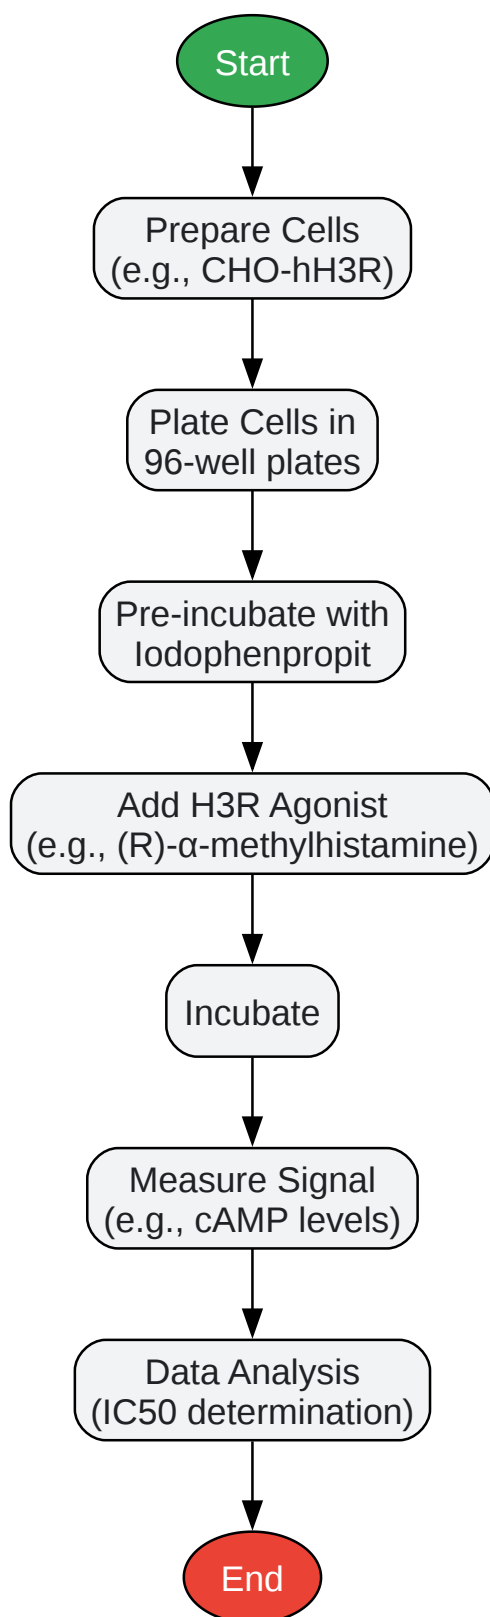 Start
Prepare Cells
(e.g., CHO-hH3R)
Plate Cells in
96-well plates
Pre-incubate with
Iodophenpropit
Add H3R Agonist
(e.g., (R)-α-methylhistamine)
Incubate
Measure Signal
(e.g., cAMP levels)
Data Analysis
(IC50 determination)
End